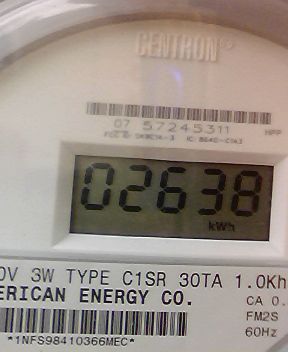 CENTRON®
07 57245311 HPP
02638
kWh
0V 3W TYPE C1SR 30TA 1.0Kh
ERICAN ENERGY CO. CA 0.
FM2S
*1NFS98410366MEC* 60Hz